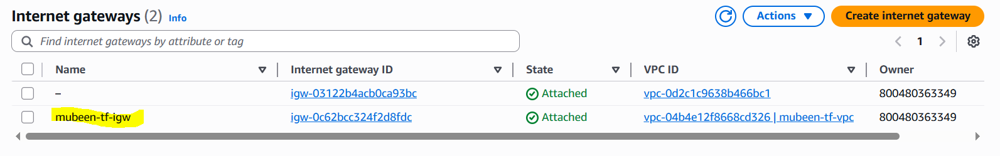 Internet gateways (2) Info Actions Create internet gateway
Find internet gateways by attribute or tag 1
Name Internet gateway ID State VPC ID Owner
– igw-03122b4acb0ca93bc Attached vpc-0d2c1c9638b466bc1 800480363349
mubeen-tf-igw igw-0c62bcc324f2d8fdc Attached vpc-04b4e12f8668cd326 | mubeen-tf-vpc 800480363349